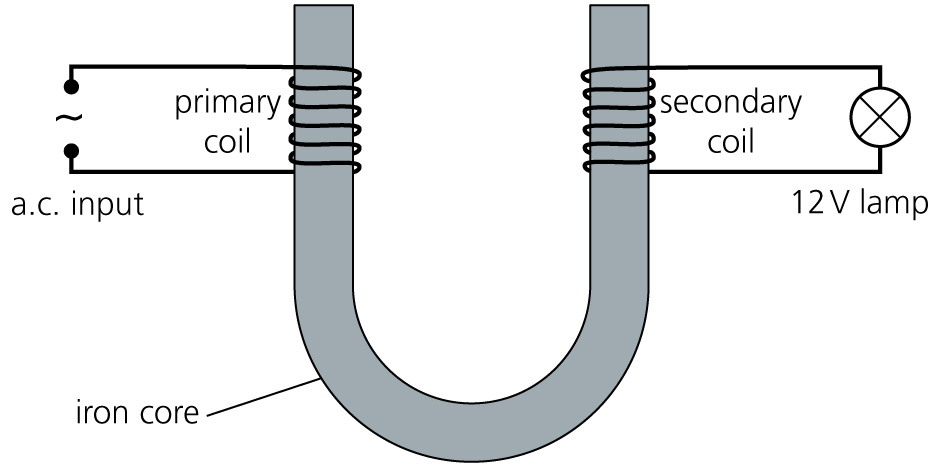 primary
coil
secondary
coil
~
a.c. input
12 V lamp
iron core